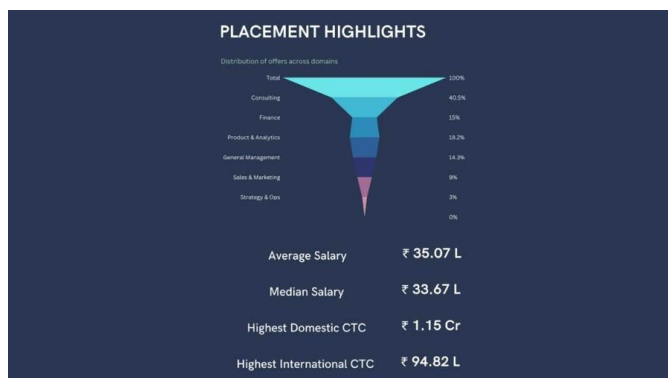 PLACEMENT HIGHLIGHTS
Distribution of offers across domains
Total 100%
Consulting 40.5%
Finance 15%
Product & Analytics 18.2%
General Management 14.3%
Sales & Marketing 9%
Strategy & Ops 3%
0%
Average Salary ₹ 35.07 L
Median Salary ₹ 33.67 L
Highest Domestic CTC ₹ 1.15 Cr
Highest International CTC ₹ 94.82 L